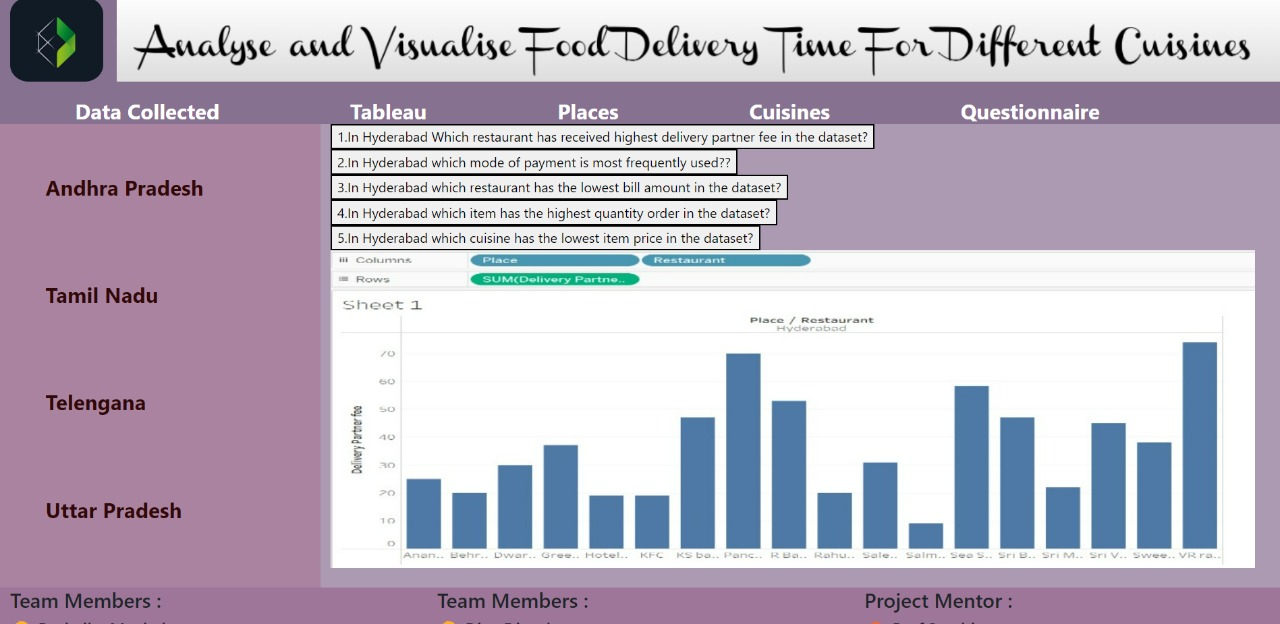 Analyse and Visualise Food Delivery Time For Different Cuisines
Data Collected Tableau Places Cuisines Questionnaire
1.In Hyderabad Which restaurant has received highest delivery partner fee in the dataset?
2.In Hyderabad which mode of payment is most frequently used??
3.In Hyderabad which restaurant has the lowest bill amount in the dataset?
4.In Hyderabad which item has the highest quantity order in the dataset?
5.In Hyderabad which cuisine has the lowest item price in the dataset?
Andhra Pradesh
Tamil Nadu
Telengana
Uttar Pradesh
Columns Place Restaurant
Rows SUM(Delivery Partne..
Sheet 1
Place / Restaurant
Hyderabad
Delivery Partner fee
70
60
50
40
30
20
10
0
Anan.. Behr.. Dwar.. Gree.. Hotel.. KFC KS ba.. Panc.. R Ba.. Rahu.. Sale.. Salm.. Sea S.. Sri B.. Sri M.. Sri V.. Swee.. VR ra..
Team Members : Team Members : Project Mentor :